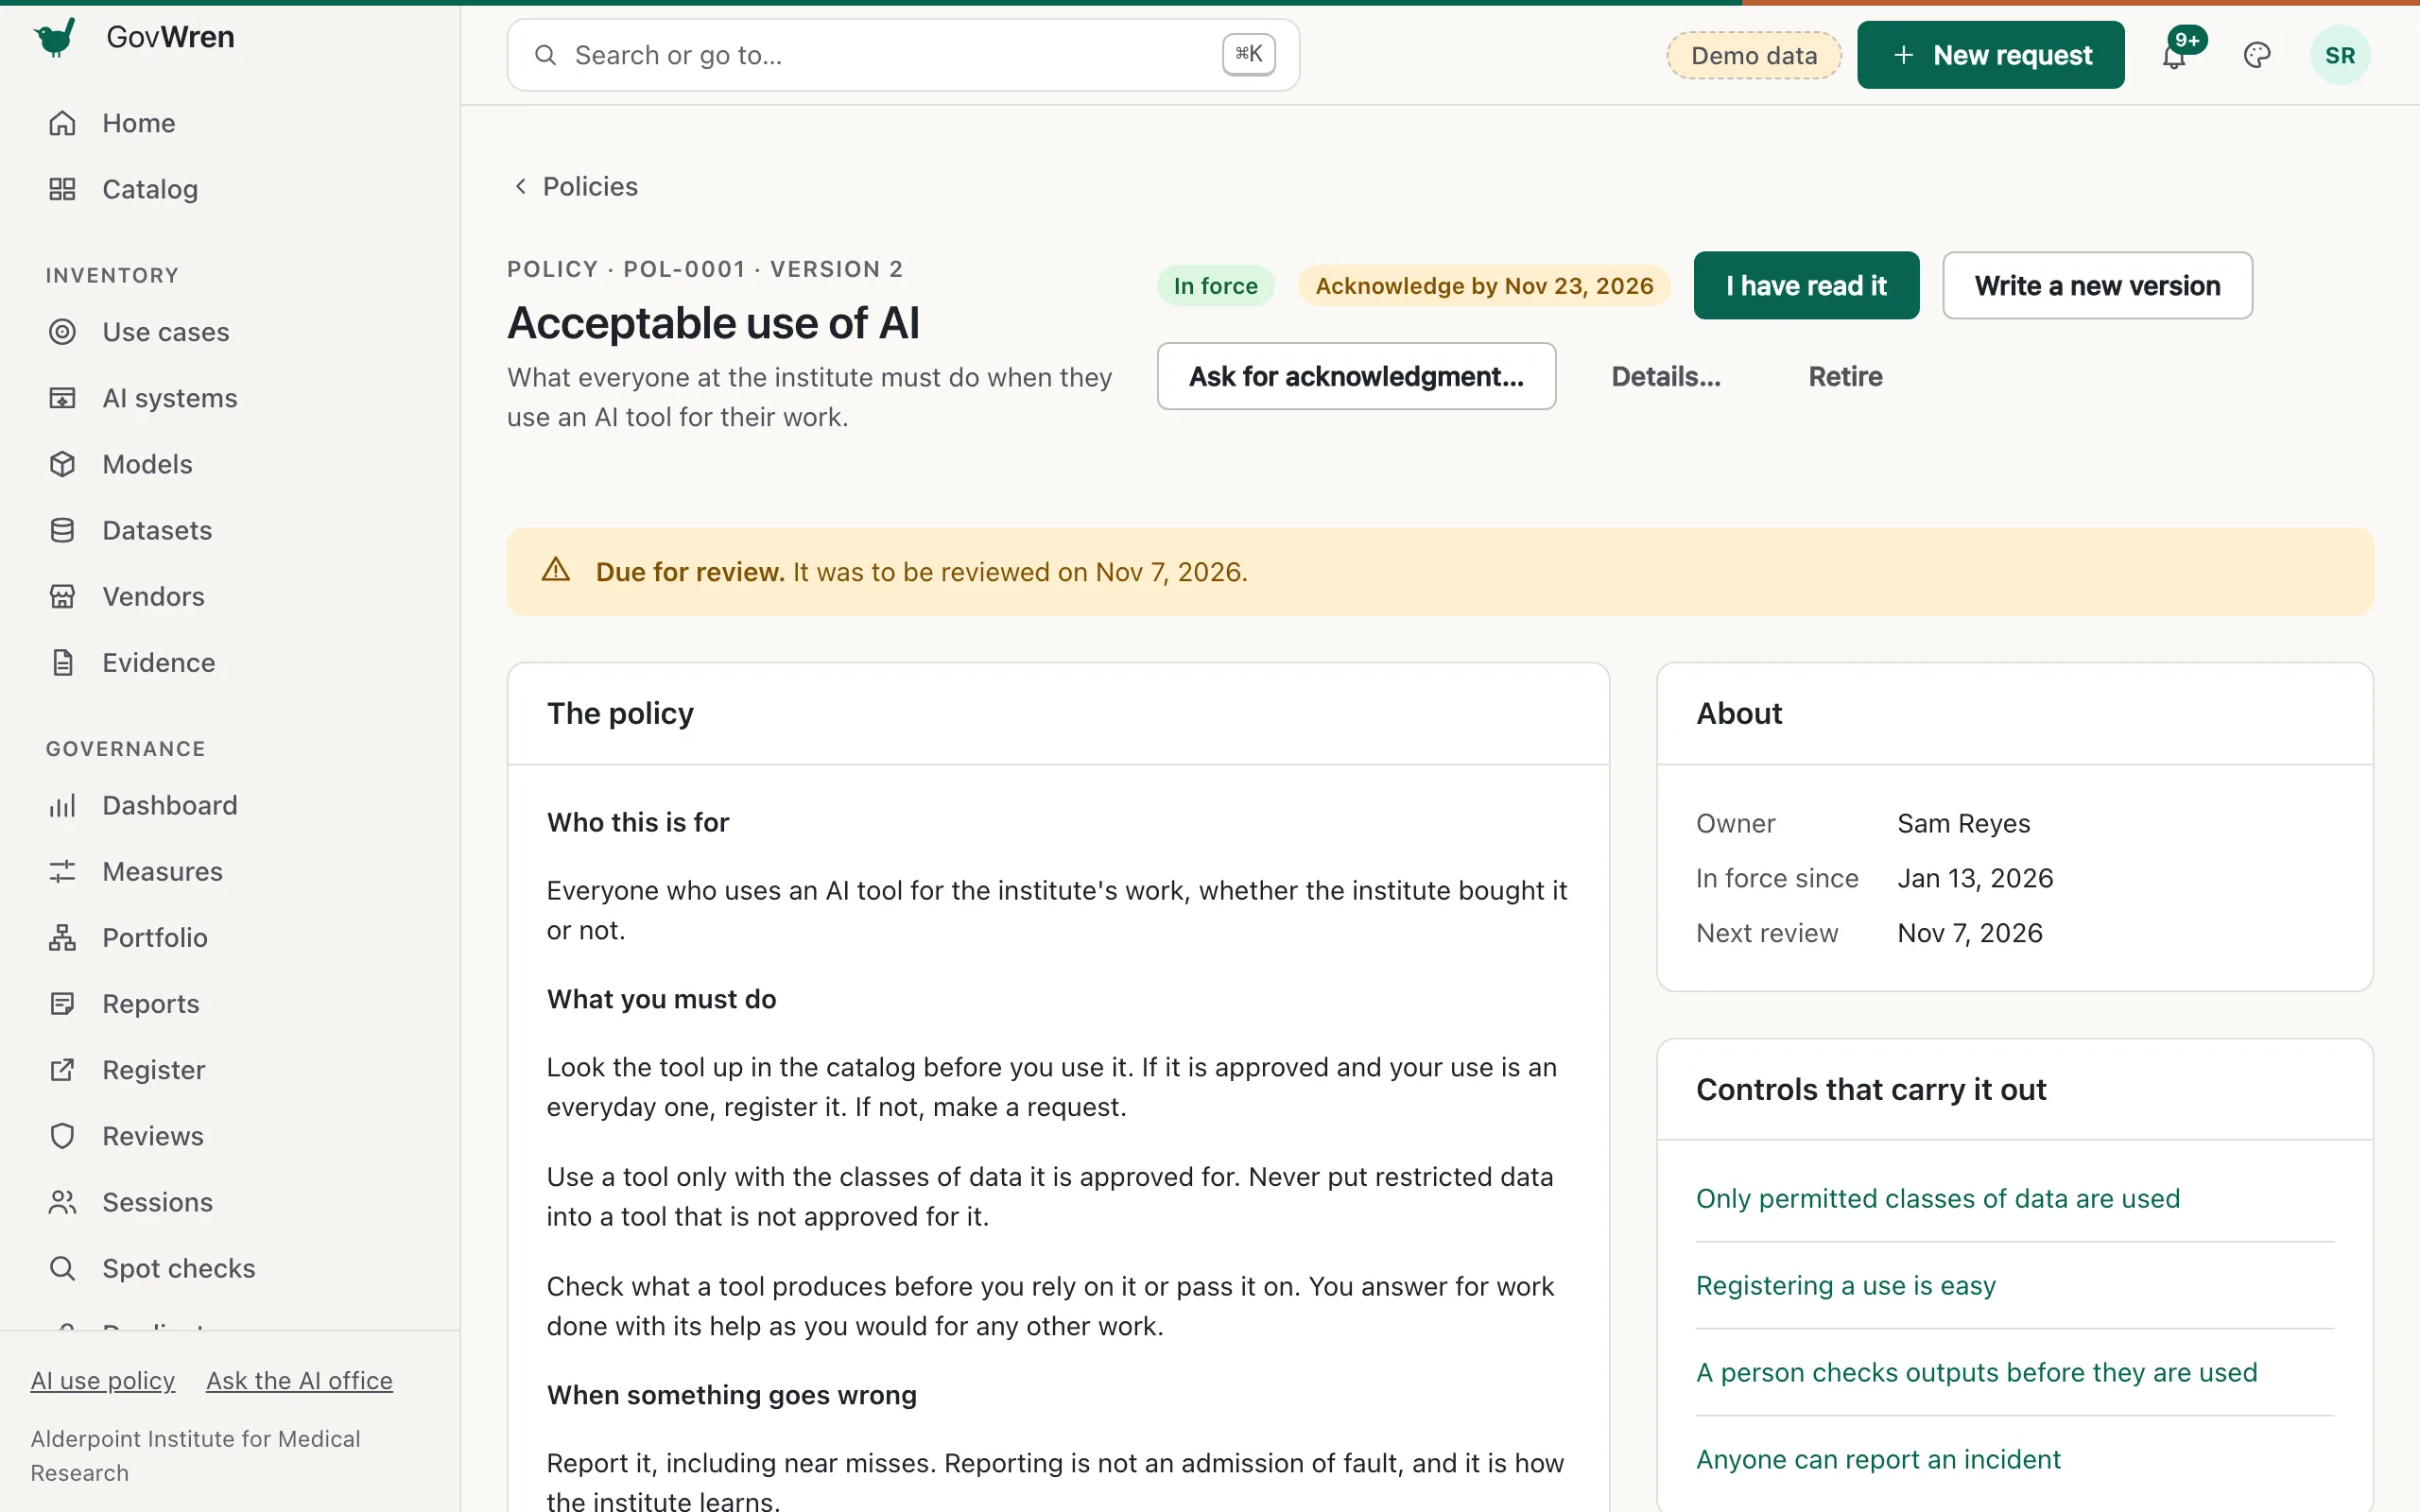 GovWren
Home
Catalog
INVENTORY
Use cases
AI systems
Models
Datasets
Vendors
Evidence
GOVERNANCE
Dashboard
Measures
Portfolio
Reports
Register
Reviews
Sessions
Spot checks
AI use policy
Ask the AI office
Alderpoint Institute for Medical
Research
Search or go to...
⌘K
Demo data
+ New request
9+
SR
Policies
POLICY · POL-0001 · VERSION 2
Acceptable use of AI
What everyone at the institute must do when they
use an AI tool for their work.
In force
Acknowledge by Nov 23, 2026
I have read it
Write a new version
Ask for acknowledgment...
Details...
Retire
Due for review. It was to be reviewed on Nov 7, 2026.
The policy
Who this is for
Everyone who uses an AI tool for the institute's work, whether the institute bought it
or not.
What you must do
Look the tool up in the catalog before you use it. If it is approved and your use is an
everyday one, register it. If not, make a request.
Use a tool only with the classes of data it is approved for. Never put restricted data
into a tool that is not approved for it.
Check what a tool produces before you rely on it or pass it on. You answer for work
done with its help as you would for any other work.
When something goes wrong
Report it, including near misses. Reporting is not an admission of fault, and it is how
the institute learns.
About
Owner Sam Reyes
In force since Jan 13, 2026
Next review Nov 7, 2026
Controls that carry it out
Only permitted classes of data are used
Registering a use is easy
A person checks outputs before they are used
Anyone can report an incident